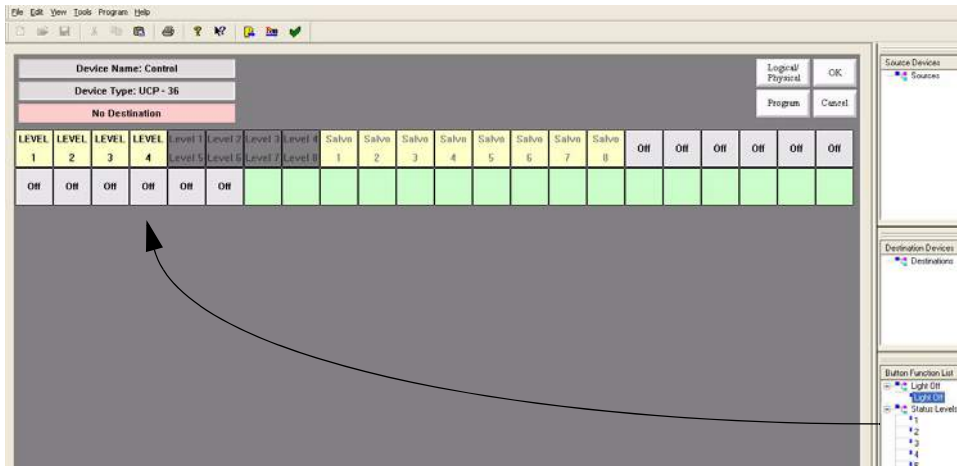 File Edit View Tools Program Help
Device Name: Control
Device Type: UCP - 36
No Destination
Logical/
Physical
OK
Program
Cancel
LEVEL LEVEL LEVEL LEVEL Level 1 Level 2 Level 3 Level 4 Salvo Salvo Salvo Salvo Salvo Salvo Salvo Salvo Off Off Off Off Off Off
1 2 3 4 Level 5 Level 6 Level 7 Level 8 1 2 3 4 5 6 7 8
Off Off Off Off Off Off
Source Devices
Sources
Destination Devices
Destinations
Button Function List
Light Off
Light Off
Status Levels
1
2
3
4
5